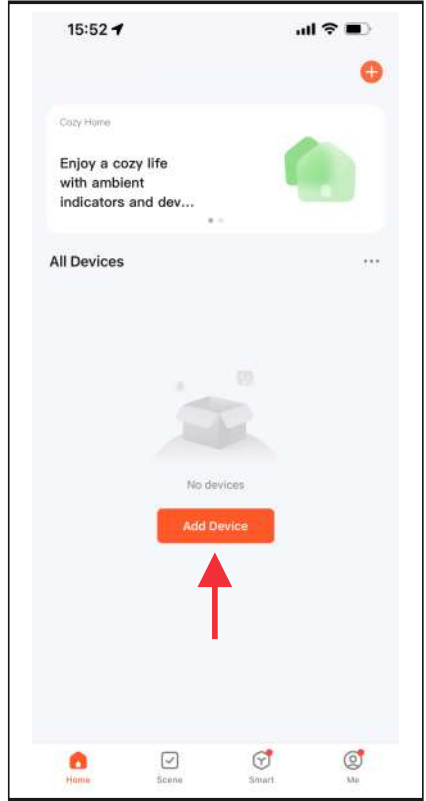 15:52
Cozy Home
Enjoy a cozy life
with ambient
indicators and dev...
All Devices
No devices
Add Device
Home
Scene
Smart
Me